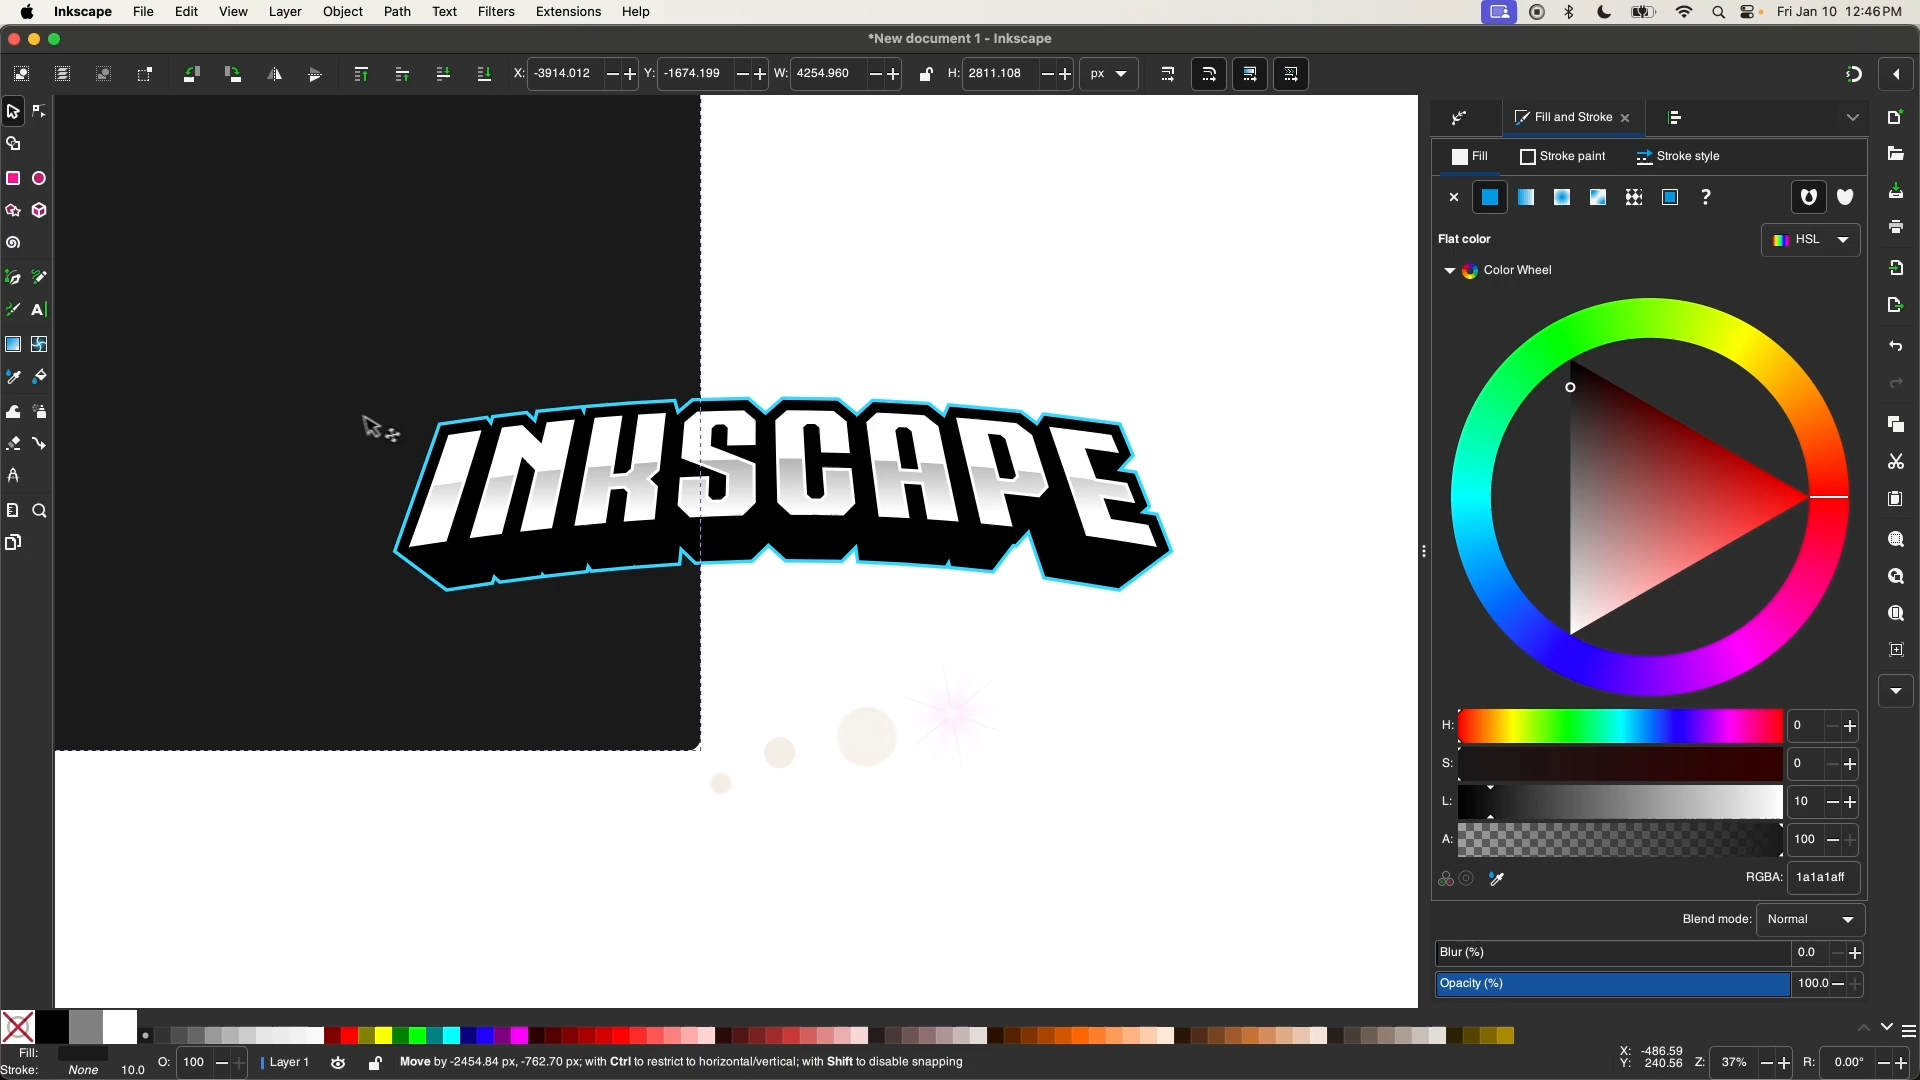 Inkscape File Edit View Layer Object Path Text Filters Extensions Help Fri Jan 10 12:46 PM
*New document 1 - Inkscape
X: -3914.012 Y: -1674.199 W: 4254.960 H: 2811.108 px
Fill and Stroke
Fill Stroke paint Stroke style
?
Flat color HSL
Color Wheel
INKSCAPE
H: 0
S: 0
L: 10
A: 100
RGBA: 1a1a1aff
Blend mode: Normal
Blur (%) 0.0
Opacity (%) 100.0
Fill:
Stroke: None 10.0 O: 100 Layer 1 Move by -2454.84 px, -762.70 px; with Ctrl to restrict to horizontal/vertical; with Shift to disable snapping X: -486.59 Y: 240.56 Z: 37% R: 0.00°